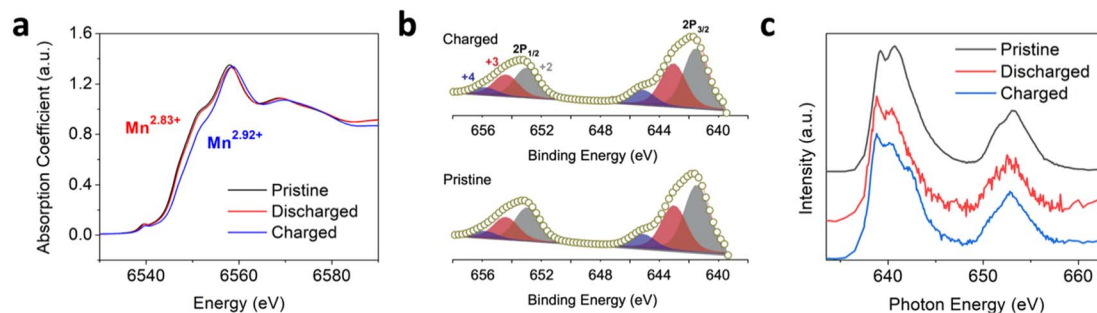 a
Absorption Coefficient (a.u.)
1.6
1.2
0.8
0.4
0.0
Mn2.83+
Mn2.92+
Pristine
Discharged
Charged
6540
6560
6580
Energy (eV)
b
Charged
2P1/2
2P3/2
+4
+3
+2
656
652
648
644
640
Binding Energy (eV)
Pristine
656
652
648
644
640
Binding Energy (eV)
c
Intensity (a.u.)
Pristine
Discharged
Charged
640
650
660
Photon Energy (eV)